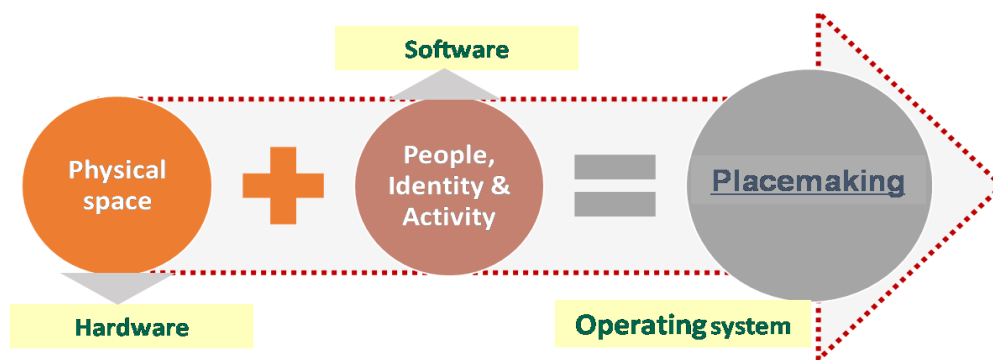 Software
Physical
space
People,
Identity &
Activity
Placemaking
Hardware
Operating system